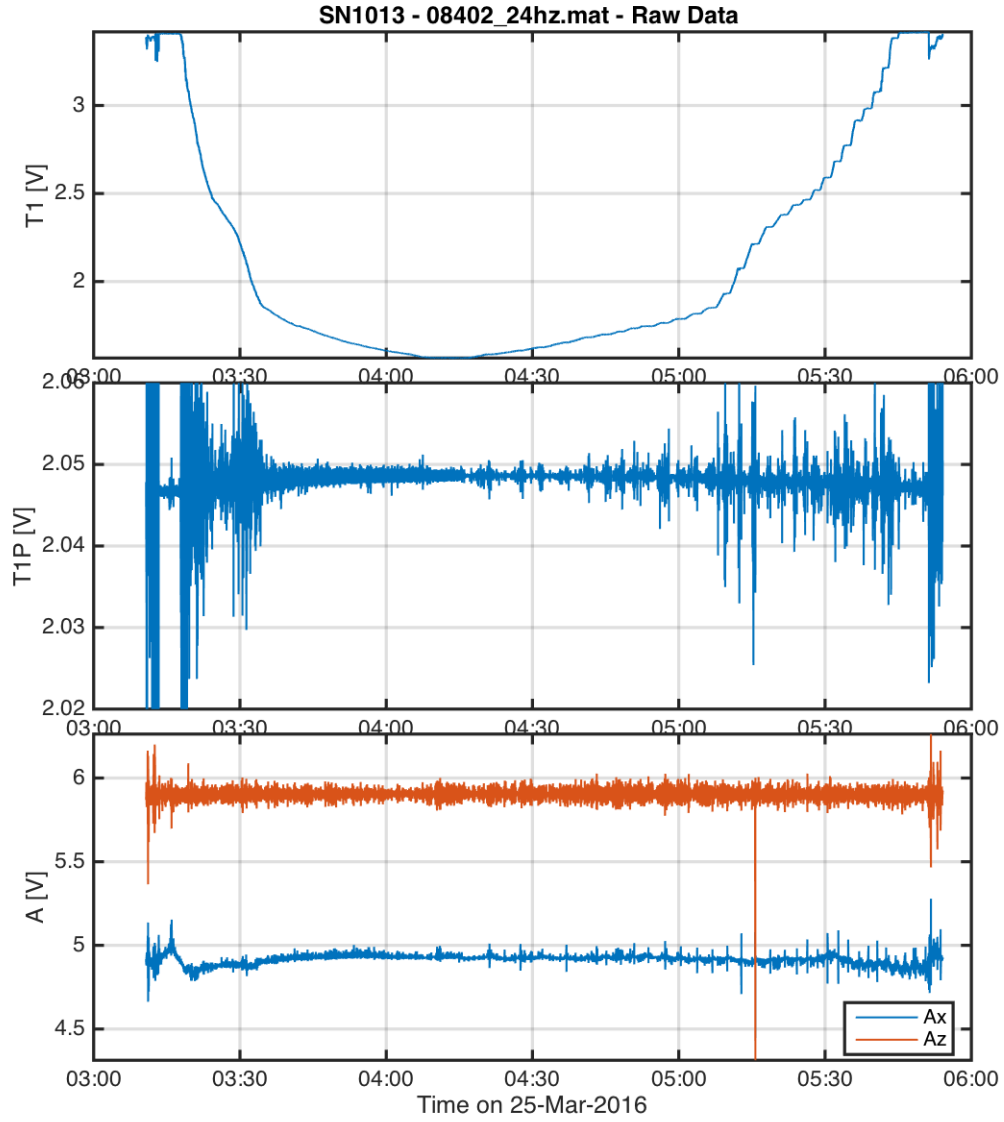 SN1013 - 08402_24hz.mat - Raw Data
T1 [V]
3
2.5
2
03:00 03:30 04:00 04:30 05:00 05:30 06:00
T1P [V]
2.06
2.05
2.04
2.03
2.02
03:00 03:30 04:00 04:30 05:00 05:30 06:00
A [V]
6
5.5
5
4.5
Ax
Az
03:00 03:30 04:00 04:30 05:00 05:30 06:00
Time on 25-Mar-2016